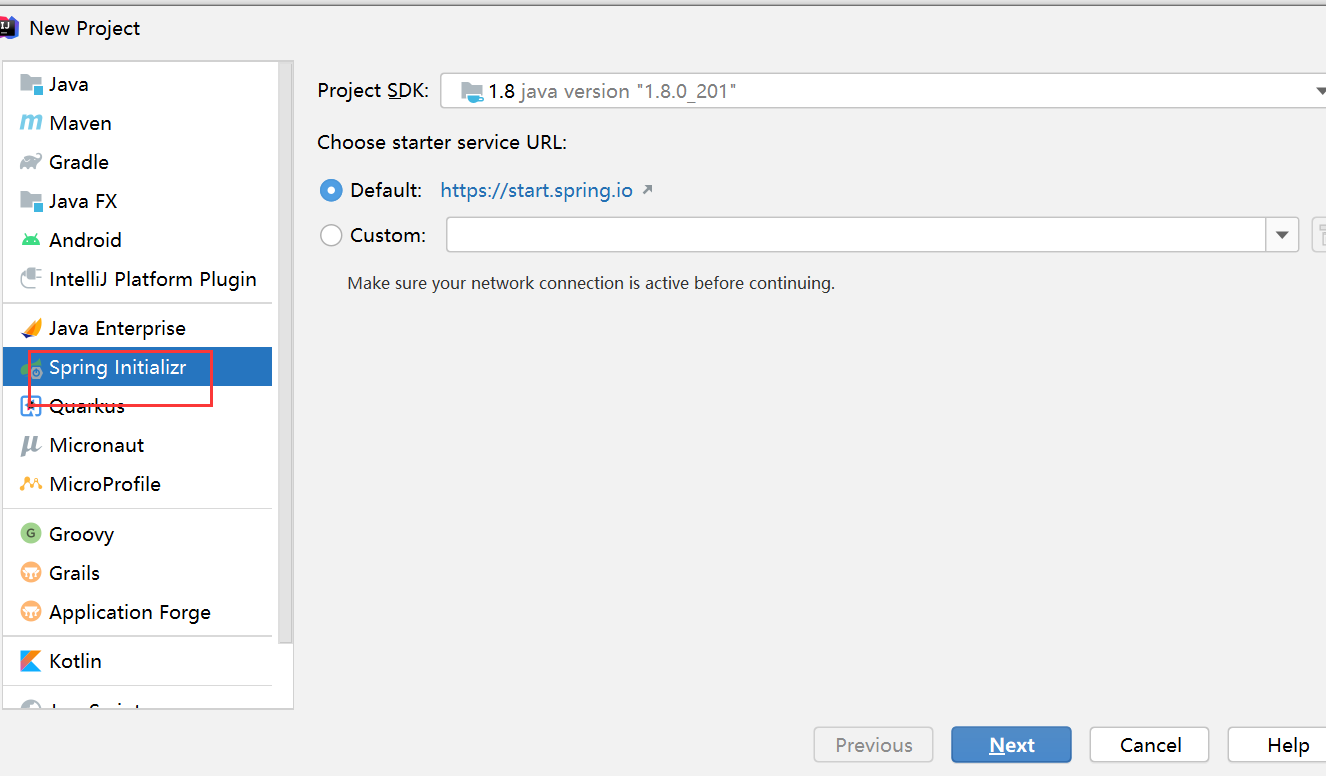 New Project
Java
Maven
Gradle
Java FX
Android
IntelliJ Platform Plugin
Java Enterprise
Spring Initializr
Quarkus
Micronaut
MicroProfile
Groovy
Grails
Application Forge
Kotlin
Project SDK: 1.8 java version "1.8.0_201"
Choose starter service URL:
Default: https://start.spring.io
Custom:
Make sure your network connection is active before continuing.
Previous Next Cancel Help